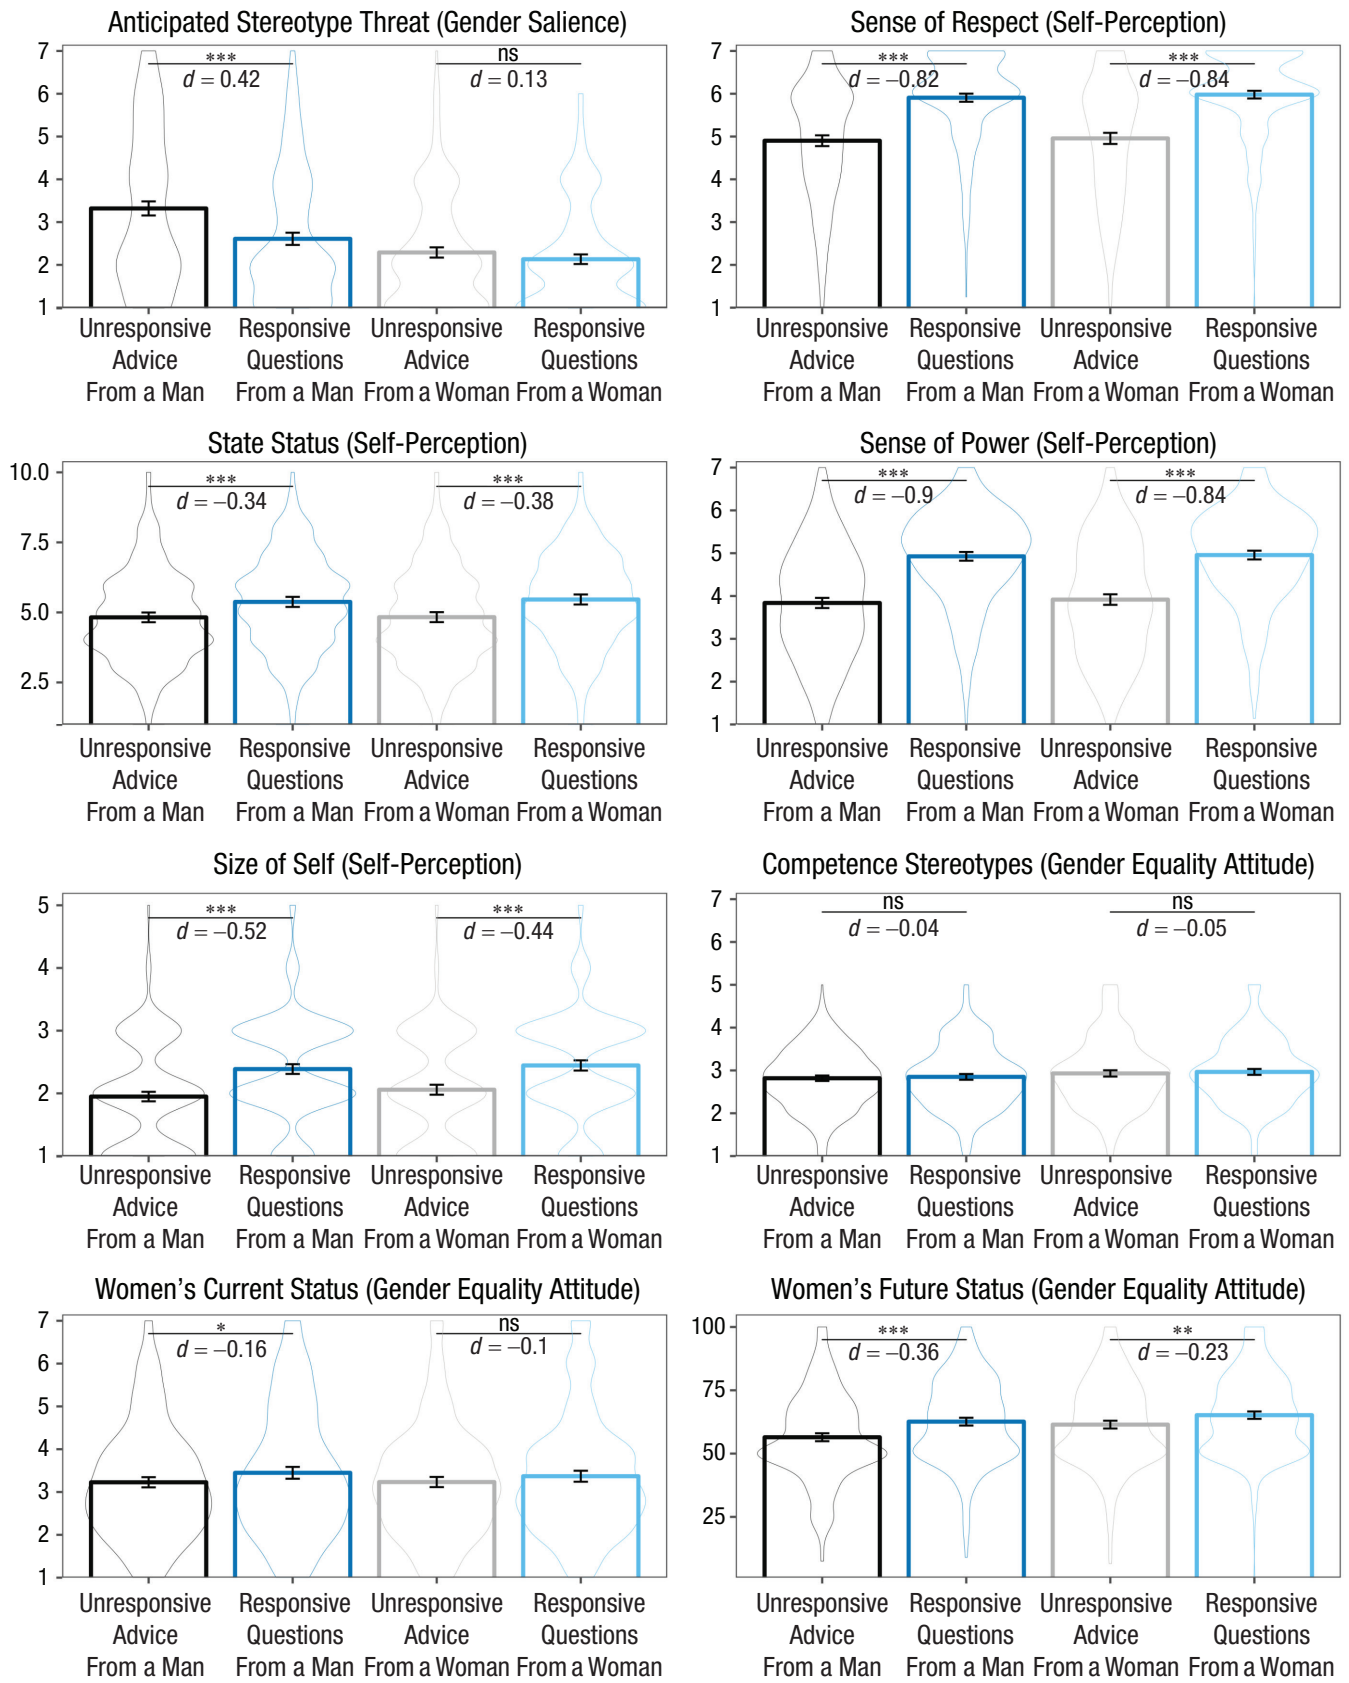 Anticipated Stereotype Threat (Gender Salience)
7
6
5
4
3
2
1
***
d = 0.42
ns
d = 0.13
Unresponsive Responsive Unresponsive Responsive
Advice Questions Advice Questions
From a Man From a Man From a Woman From a Woman
Sense of Respect (Self-Perception)
7
6
5
4
3
2
1
***
d = −0.82
***
d = −0.84
Unresponsive Responsive Unresponsive Responsive
Advice Questions Advice Questions
From a Man From a Man From a Woman From a Woman
State Status (Self-Perception)
10.0
7.5
5.0
2.5
***
d = −0.34
***
d = −0.38
Unresponsive Responsive Unresponsive Responsive
Advice Questions Advice Questions
From a Man From a Man From a Woman From a Woman
Sense of Power (Self-Perception)
7
6
5
4
3
2
1
***
d = −0.9
***
d = −0.84
Unresponsive Responsive Unresponsive Responsive
Advice Questions Advice Questions
From a Man From a Man From a Woman From a Woman
Size of Self (Self-Perception)
5
4
3
2
1
***
d = −0.52
***
d = −0.44
Unresponsive Responsive Unresponsive Responsive
Advice Questions Advice Questions
From a Man From a Man From a Woman From a Woman
Competence Stereotypes (Gender Equality Attitude)
7
6
5
4
3
2
1
ns
d = −0.04
ns
d = −0.05
Unresponsive Responsive Unresponsive Responsive
Advice Questions Advice Questions
From a Man From a Man From a Woman From a Woman
Women’s Current Status (Gender Equality Attitude)
7
6
5
4
3
2
1
*
d = −0.16
ns
d = −0.1
Unresponsive Responsive Unresponsive Responsive
Advice Questions Advice Questions
From a Man From a Man From a Woman From a Woman
Women’s Future Status (Gender Equality Attitude)
100
75
50
25
***
d = −0.36
**
d = −0.23
Unresponsive Responsive Unresponsive Responsive
Advice Questions Advice Questions
From a Man From a Man From a Woman From a Woman